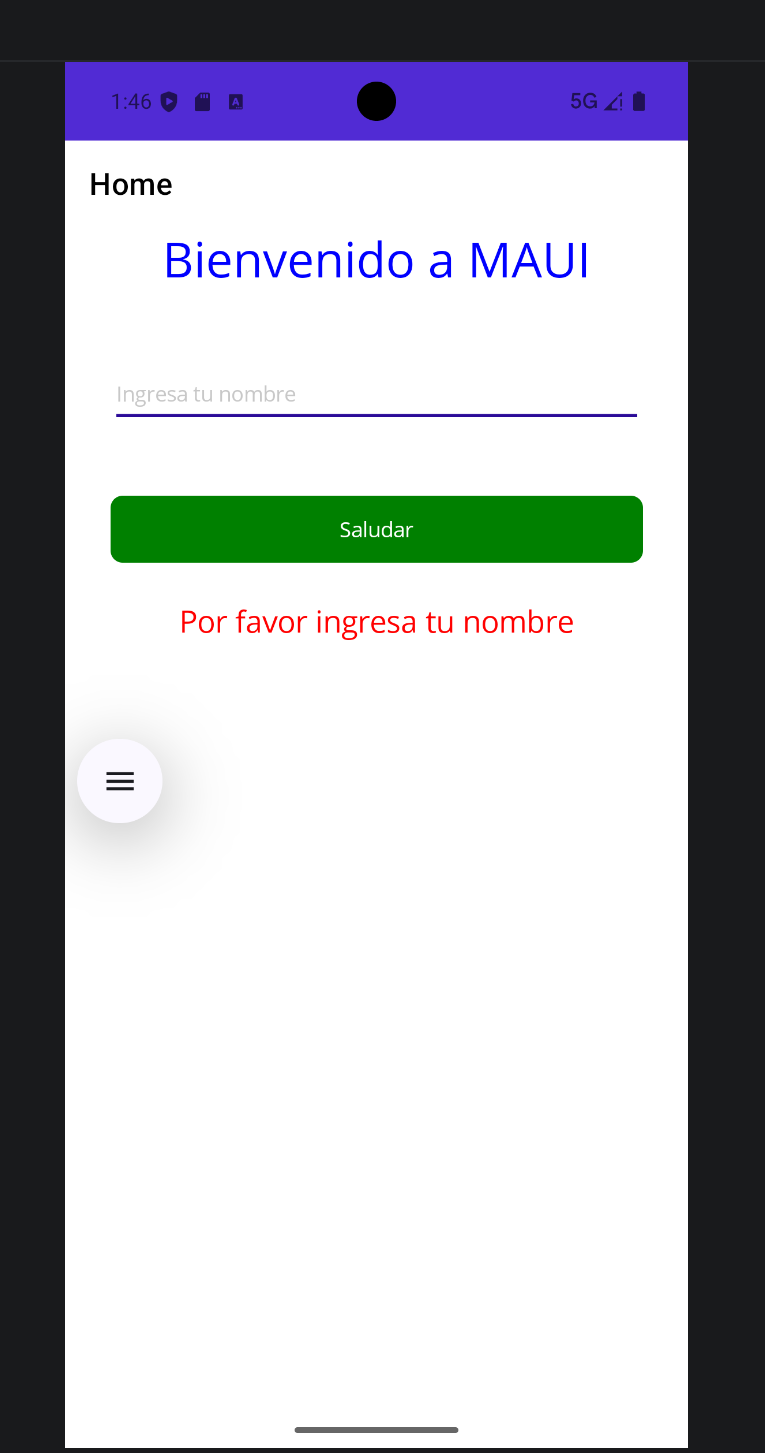 1:46 5G
Home
Bienvenido a MAUI
Ingresa tu nombre
Saludar
Por favor ingresa tu nombre